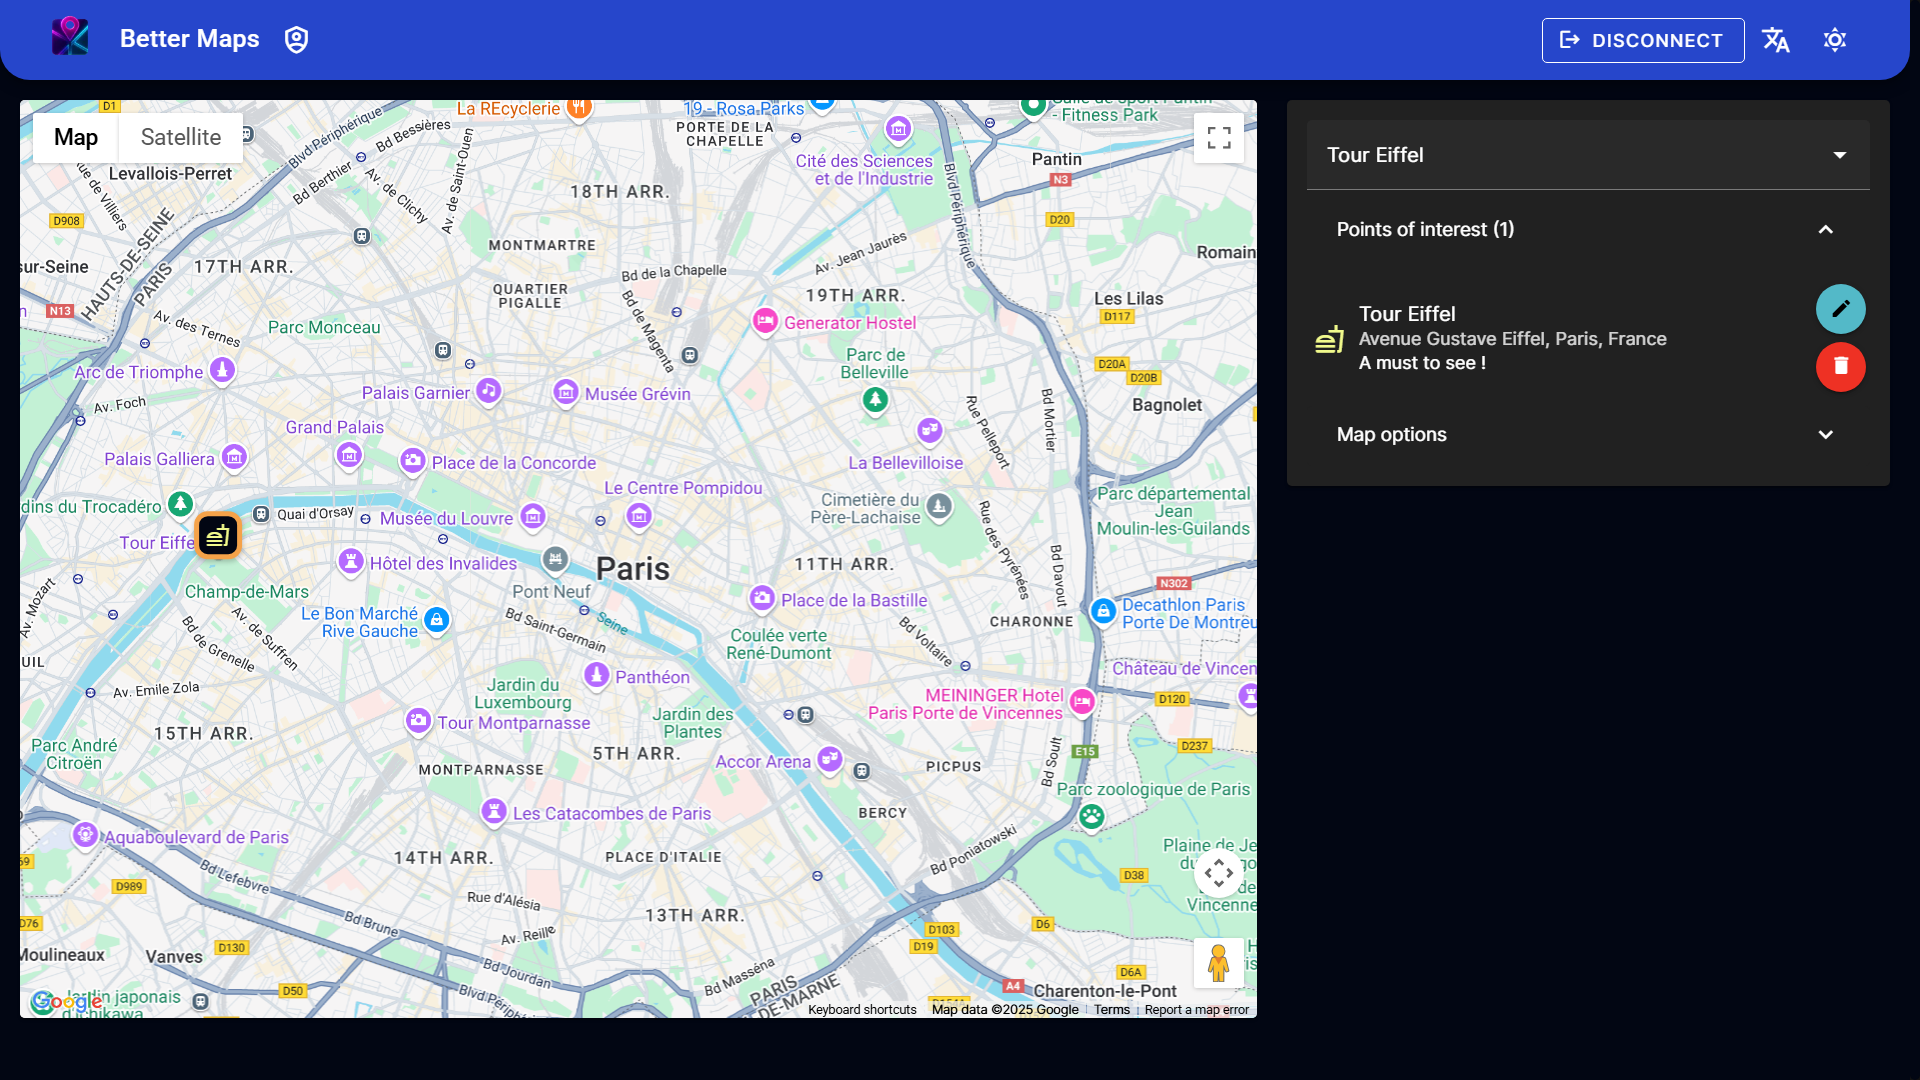 Better Maps
DISCONNECT
Map
Satellite
D1
La REcyclerie
19 - Rosa Parks
PORTE DE LA
CHAPELLE
- Fitness Park
Blvd Périphérique
Bd Bessières
Av. de Saint-Ouen
Levallois-Perret
Bd Berthier
Av. de Clichy
Cité des Sciences
et de l'Industrie
Pantin
N3
18TH ARR.
Blvd Périphérique
D908
D20
HAUTS-DE-SEINE
PARIS
MONTMARTRE
Av. Jean Jaurès
Romain
sur-Seine
17TH ARR.
Bd de la Chapelle
QUARTIER
PIGALLE
19TH ARR.
Les Lilas
N13
Av. des Ternes
Parc Monceau
Bd de Magenta
Generator Hostel
D117
Parc de
Belleville
D20A
D20B
Arc de Triomphe
Palais Garnier
Musée Grévin
Av. Foch
Rue Pelleport
Bd Mortier
Bagnolet
Grand Palais
Palais Galliera
Place de la Concorde
La Bellevilloise
Le Centre Pompidou
Cimetière du
Père-Lachaise
Parc départemental
Jean
Moulin-les-Guilands
dins du Trocadéro
Quai d'Orsay
Musée du Louvre
Rue des Pyrénées
Tour Eiffe
Hôtel des Invalides
Paris
11TH ARR.
Bd Davout
N302
Av. Mozart
Champ-de-Mars
Pont Neuf
Place de la Bastille
Decathlon Paris
Porte De Montreu
Le Bon Marché
Rive Gauche
Av. de Suffren
Bd de Grenelle
Bd Saint-Germain
Seine
Coulée verte
René-Dumont
Bd Voltaire
CHARONNE
UIL
Château de Vincen
Av. Emile Zola
Jardin du
Luxembourg
Panthéon
MEININGER Hotel
Paris Porte de Vincennes
D120
Tour Montparnasse
Jardin des
Plantes
15TH ARR.
Parc André
Citroën
5TH ARR.
MONTPARNASSE
Accor Arena
PICPUS
Bd Soult
E15
D237
Parc zoologique de Paris
Les Catacombes de Paris
BERCY
Aquaboulevard de Paris
14TH ARR.
PLACE D'ITALIE
Bd Poniatowski
Plaine de Je
69
D989
Bd Lefebvre
Rue d'Alésia
D38
Vincenne
D76
Bd Brune
13TH ARR.
D6
Av. Reille
D103
D19
Moulineaux
Vanves
D130
Bd Jourdan
Bd Masséna
PARIS
-DE-MARNE
D6A
A4
Charenton-le-Pont
D50
Blvd Périphérique
japonais
d'Ichikawa
Google
Keyboard shortcuts
Map data ©2025 Google
Terms
Report a map error
Tour Eiffel
Points of interest (1)
Tour Eiffel
Avenue Gustave Eiffel, Paris, France
A must to see !
Map options